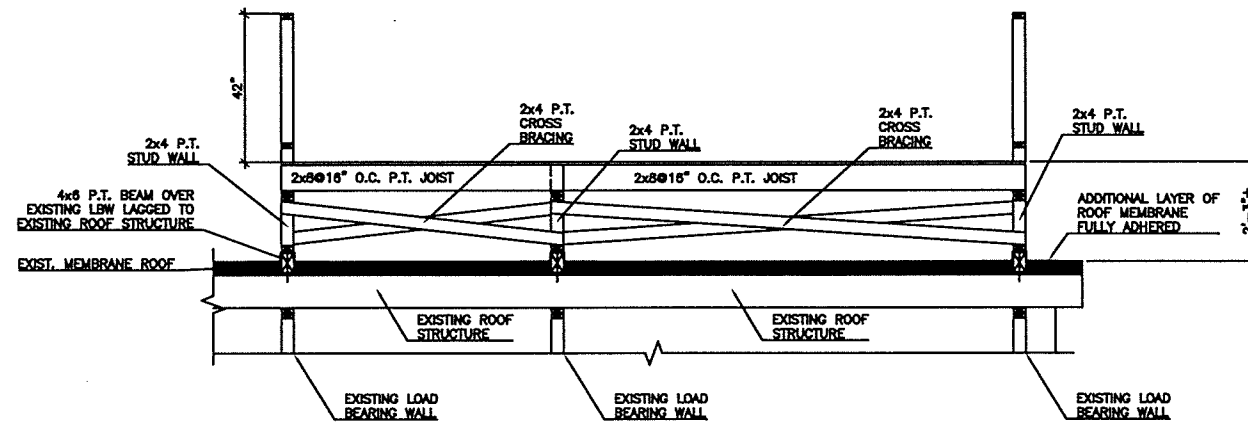 42"
2x4 P.T.
STUD WALL
2x4 P.T.
CROSS
BRACING
2x4 P.T.
STUD WALL
2x4 P.T.
CROSS
BRACING
2x4 P.T.
STUD WALL
2x8@16" O.C. P.T. JOIST
2x8@16" O.C. P.T. JOIST
4x6 P.T. BEAM OVER
EXISTING LBW LAGGED TO
EXISTING ROOF STRUCTURE
EXIST. MEMBRANE ROOF
ADDITIONAL LAYER OF
ROOF MEMBRANE
FULLY ADHERED
EXISTING ROOF
STRUCTURE
EXISTING ROOF
STRUCTURE
EXISTING LOAD
BEARING WALL
EXISTING LOAD
BEARING WALL
EXISTING LOAD
BEARING WALL